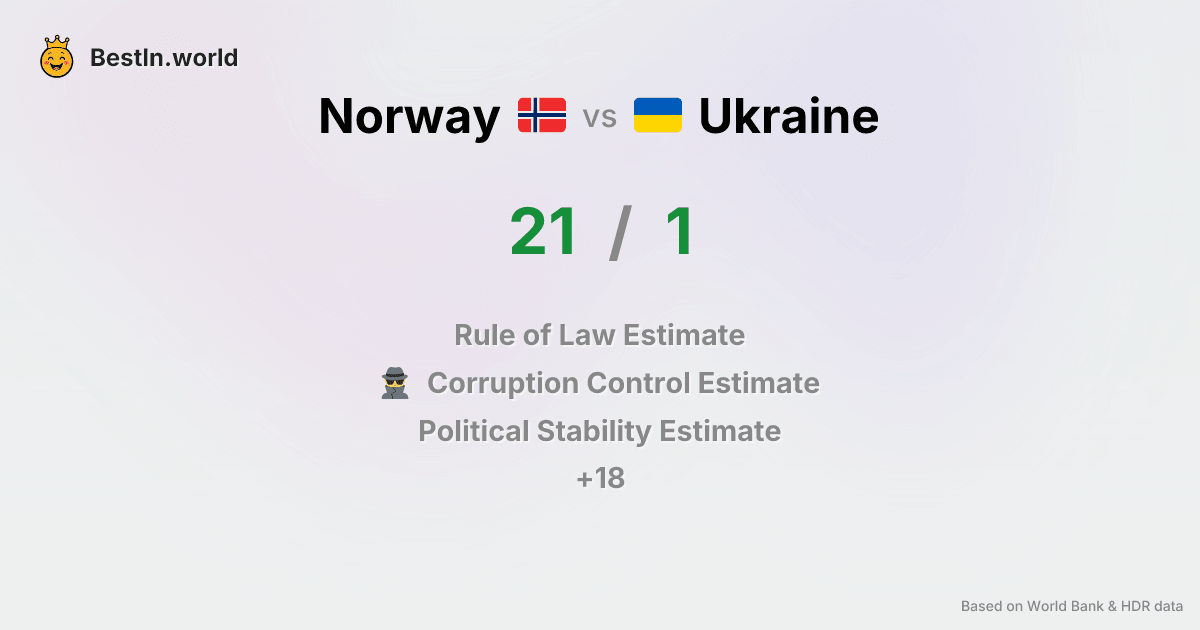 BestIn.world
Norway vs Ukraine
21 / 1
Rule of Law Estimate
Corruption Control Estimate
Political Stability Estimate
+18
Based on World Bank & HDR data